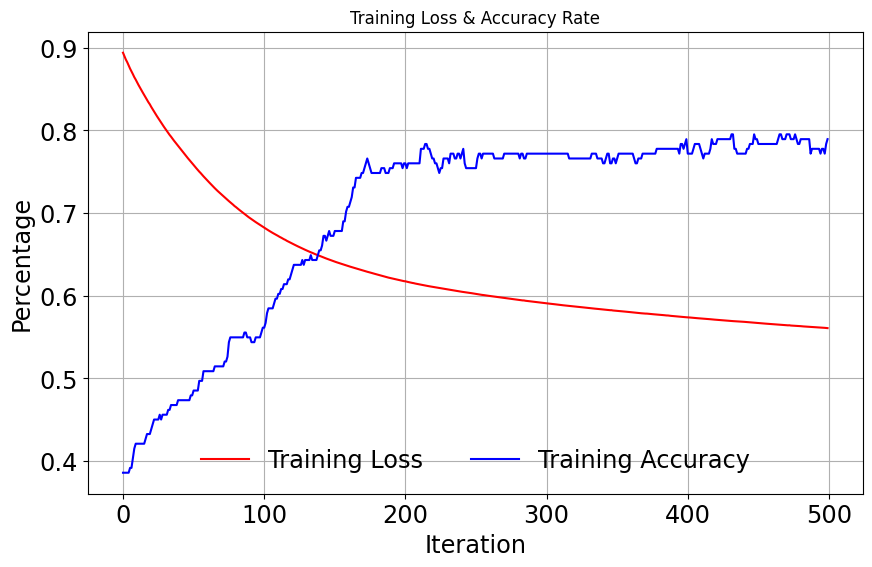 Training Loss & Accuracy Rate
0.9
0.8
0.7
0.6
0.5
0.4
Percentage
Training Loss Training Accuracy
0 100 200 300 400 500
Iteration